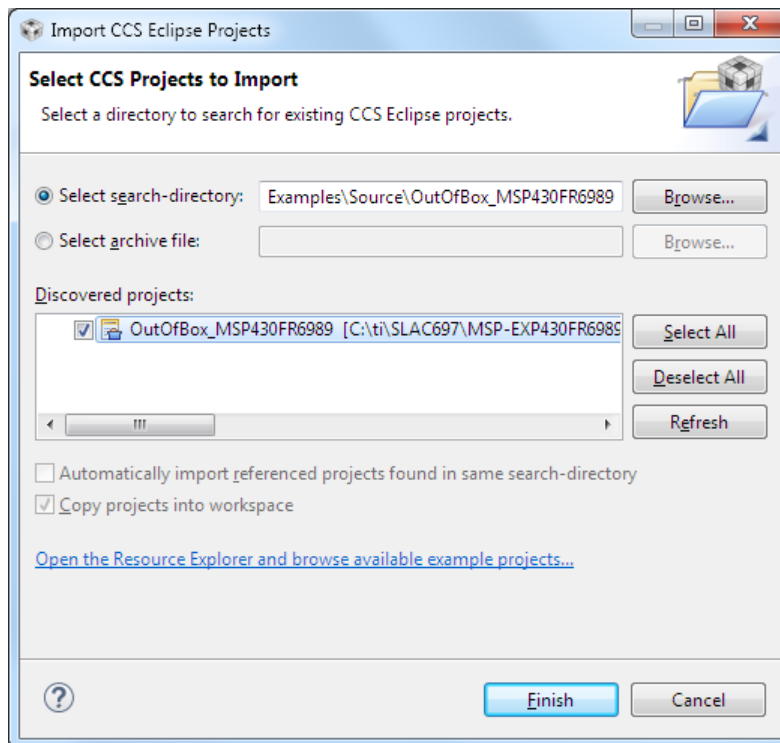 Import CCS Eclipse Projects
Select CCS Projects to Import
Select a directory to search for existing CCS Eclipse projects.
Select search-directory: Examples\Source\OutOfBox_MSP430FR6989 Browse...
Select archive file: Browse...
Discovered projects:
OutOfBox_MSP430FR6989 [C:\ti\SLAC697\MSP-EXP430FR6989 Select All
Deselect All
Refresh
Automatically import referenced projects found in same search-directory
Copy projects into workspace
Open the Resource Explorer and browse available example projects...
? Finish Cancel